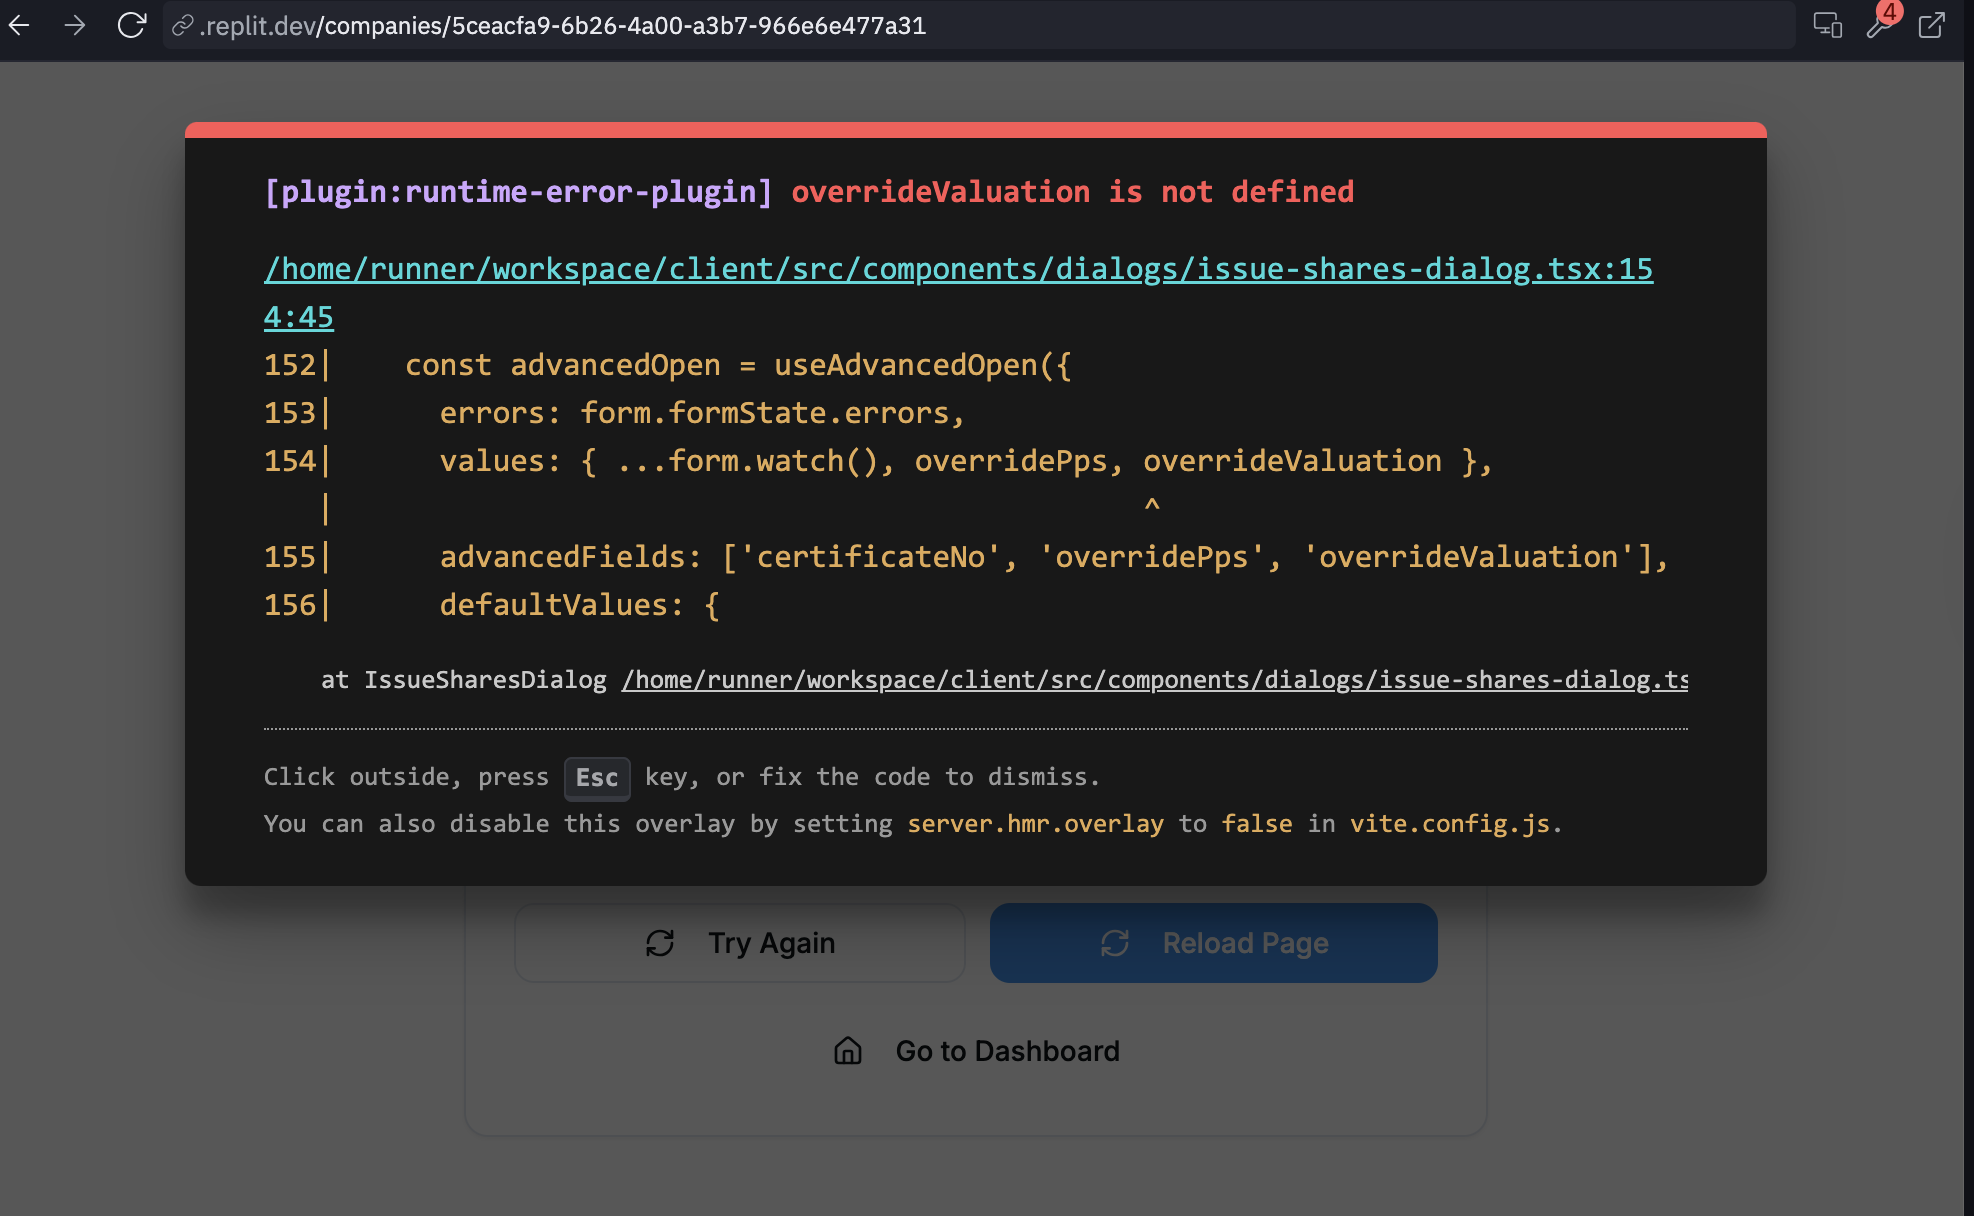 .replit.dev/companies/5ceacfa9-6b26-4a00-a3b7-966e6e477a31
4
[plugin:runtime-error-plugin] overrideValuation is not defined
/home/runner/workspace/client/src/components/dialogs/issue-shares-dialog.tsx:15
4:45
152|    const advancedOpen = useAdvancedOpen({
153|      errors: form.formState.errors,
154|      values: { ...form.watch(), overridePps, overrideValuation },
   |                                              ^
155|      advancedFields: ['certificateNo', 'overridePps', 'overrideValuation'],
156|      defaultValues: {
at IssueSharesDialog /home/runner/workspace/client/src/components/dialogs/issue-shares-dialog.ts
Click outside, press Esc key, or fix the code to dismiss.
You can also disable this overlay by setting server.hmr.overlay to false in vite.config.js.
Try Again
Reload Page
Go to Dashboard